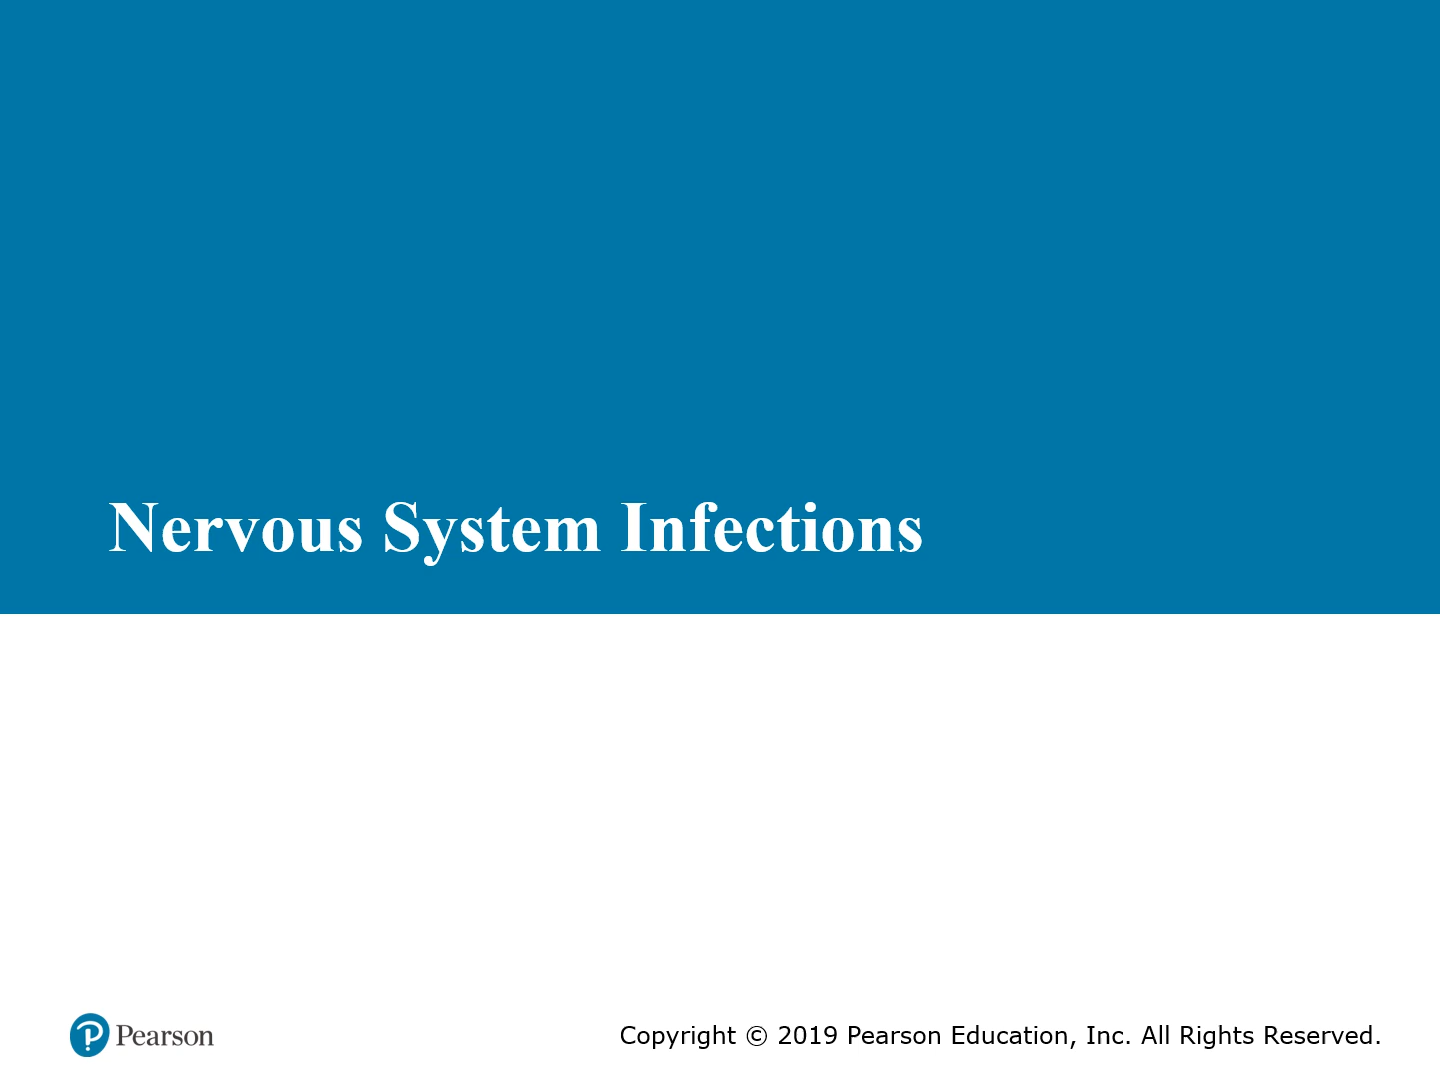 Nervous System Infections
Pearson
Copyright © 2019 Pearson Education, Inc. All Rights Reserved.